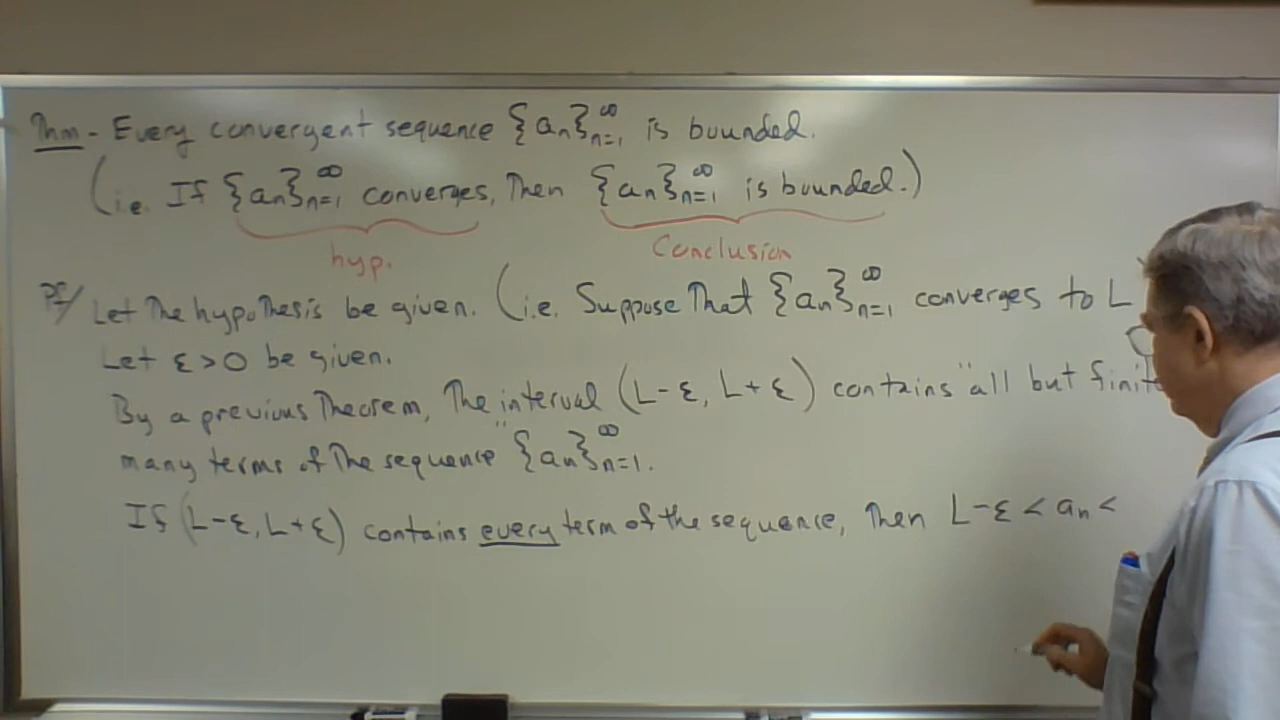 Thm - Every convergent sequence {aₙ}ₙ₌₁^∞ is bounded.
(i.e. If {aₙ}ₙ₌₁^∞ converges, Then {aₙ}ₙ₌₁^∞ is bounded.)
hyp. Conclusion
Pf/ Let The hypothesis be given. (i.e. Suppose That {aₙ}ₙ₌₁^∞ converges to L
Let ε > 0 be given.
By a previous Theorem, The interval (L-ε, L+ε) contains "all but finit
many terms of The sequence" {aₙ}ₙ₌₁^∞.
If (L-ε, L+ε) contains every term of the sequence, Then L-ε < aₙ <